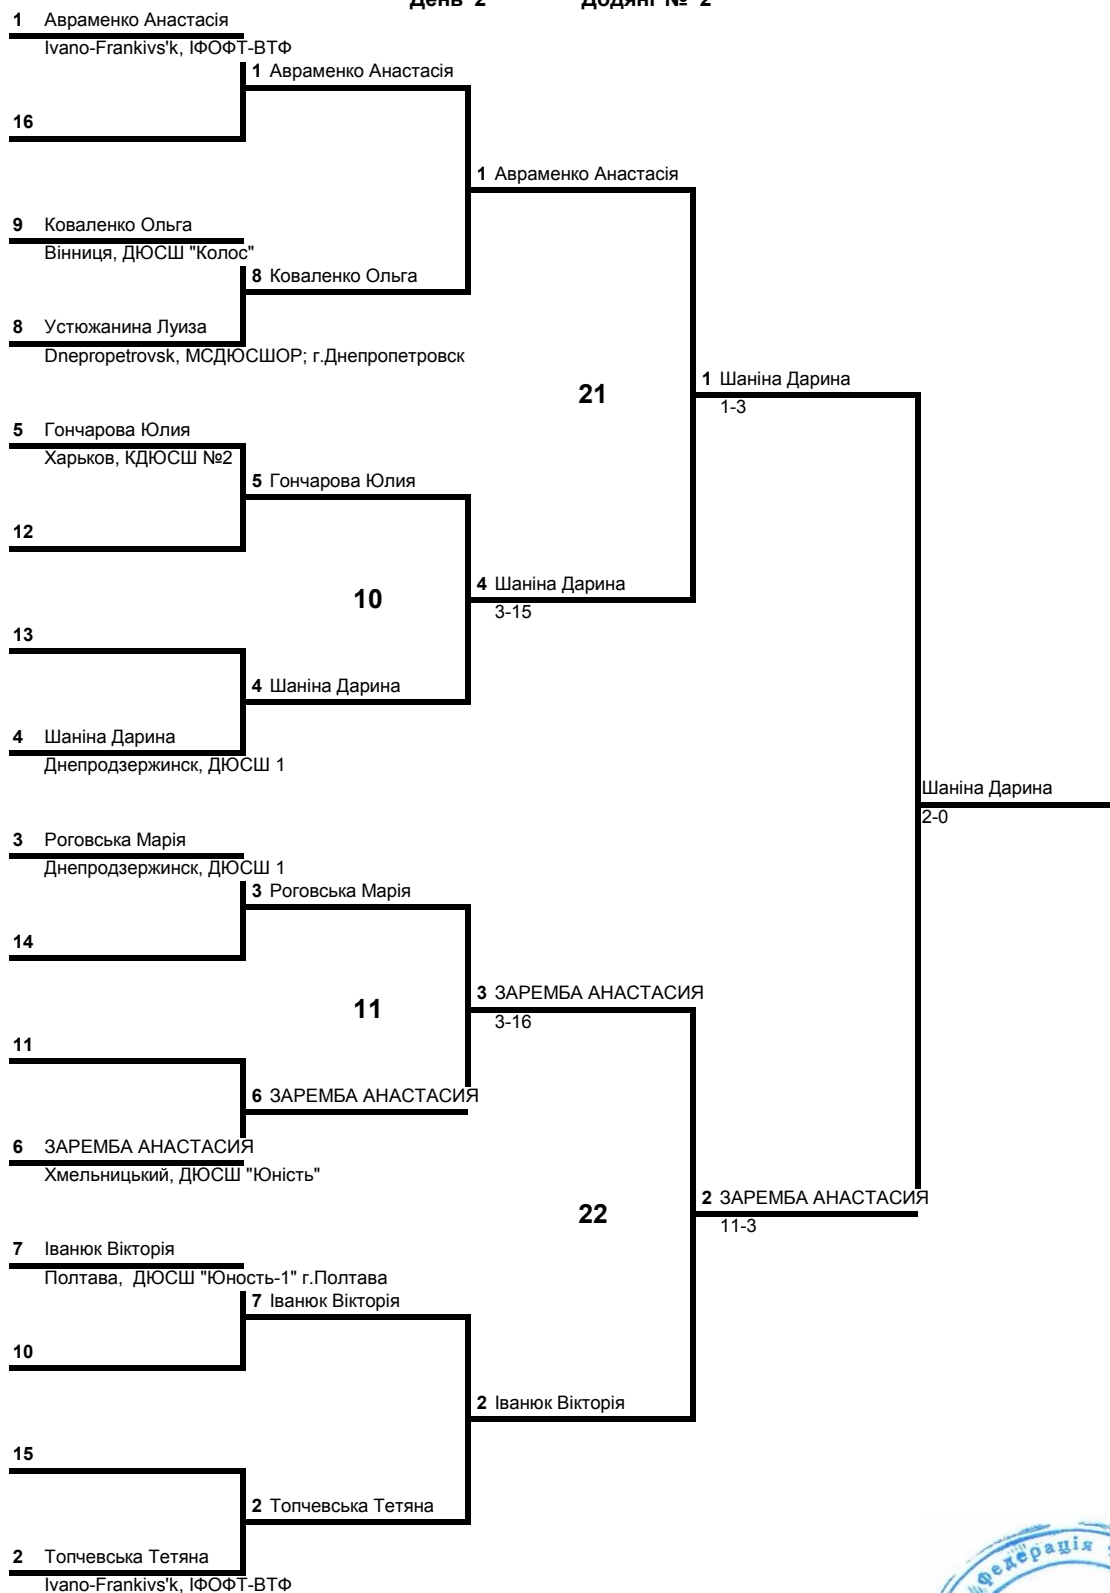 День 2 Додянг № 2
1 Авраменко Анастасія
Ivano-Frankivs'k, ІФОФТ-ВТФ
1 Авраменко Анастасія
16
1 Авраменко Анастасія
9 Коваленко Ольга
Вінниця, ДЮСШ "Колос"
8 Коваленко Ольга
8 Устюжанина Луиза
Dnepropetrovsk, МСДЮСШОР; г.Днепропетровск
21
1 Шаніна Дарина
1-3
5 Гончарова Юлия
Харьков, КДЮСШ №2
5 Гончарова Юлия
12
10
4 Шаніна Дарина
3-15
13
4 Шаніна Дарина
4 Шаніна Дарина
Днепродзержинск, ДЮСШ 1
Шаніна Дарина
2-0
3 Роговська Марія
Днепродзержинск, ДЮСШ 1
3 Роговська Марія
14
11
3 ЗАРЕМБА АНАСТАСИЯ
3-16
11
6 ЗАРЕМБА АНАСТАСИЯ
6 ЗАРЕМБА АНАСТАСИЯ
Хмельницький, ДЮСШ "Юність"
22
2 ЗАРЕМБА АНАСТАСИЯ
11-3
7 Іванюк Вікторія
Полтава, ДЮСШ "Юность-1" г.Полтава
7 Іванюк Вікторія
10
2 Іванюк Вікторія
15
2 Топчевська Тетяна
2 Топчевська Тетяна
Ivano-Frankivs'k, ІФОФТ-ВТФ
Федерація